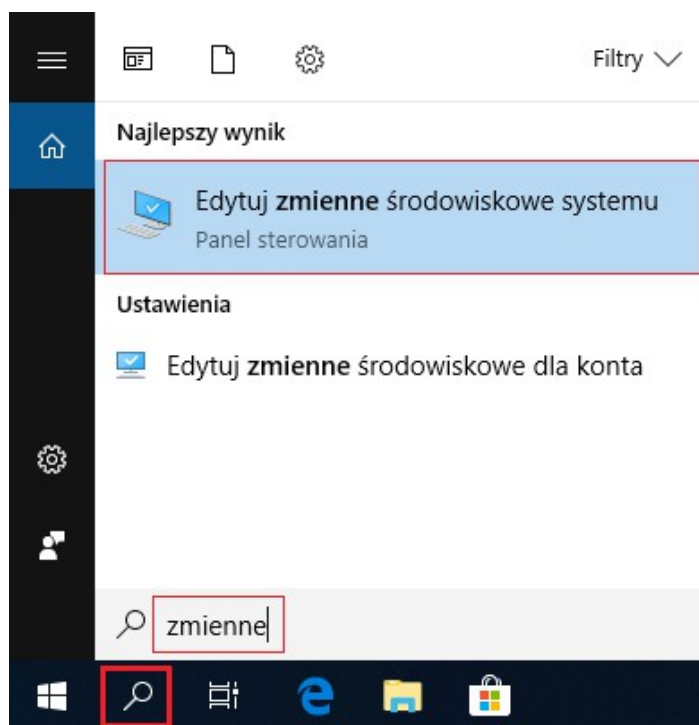 Filtry
Najlepszy wynik
Edytuj zmienne środowiskowe systemu
Panel sterowania
Ustawienia
Edytuj zmienne środowiskowe dla konta
zmienne